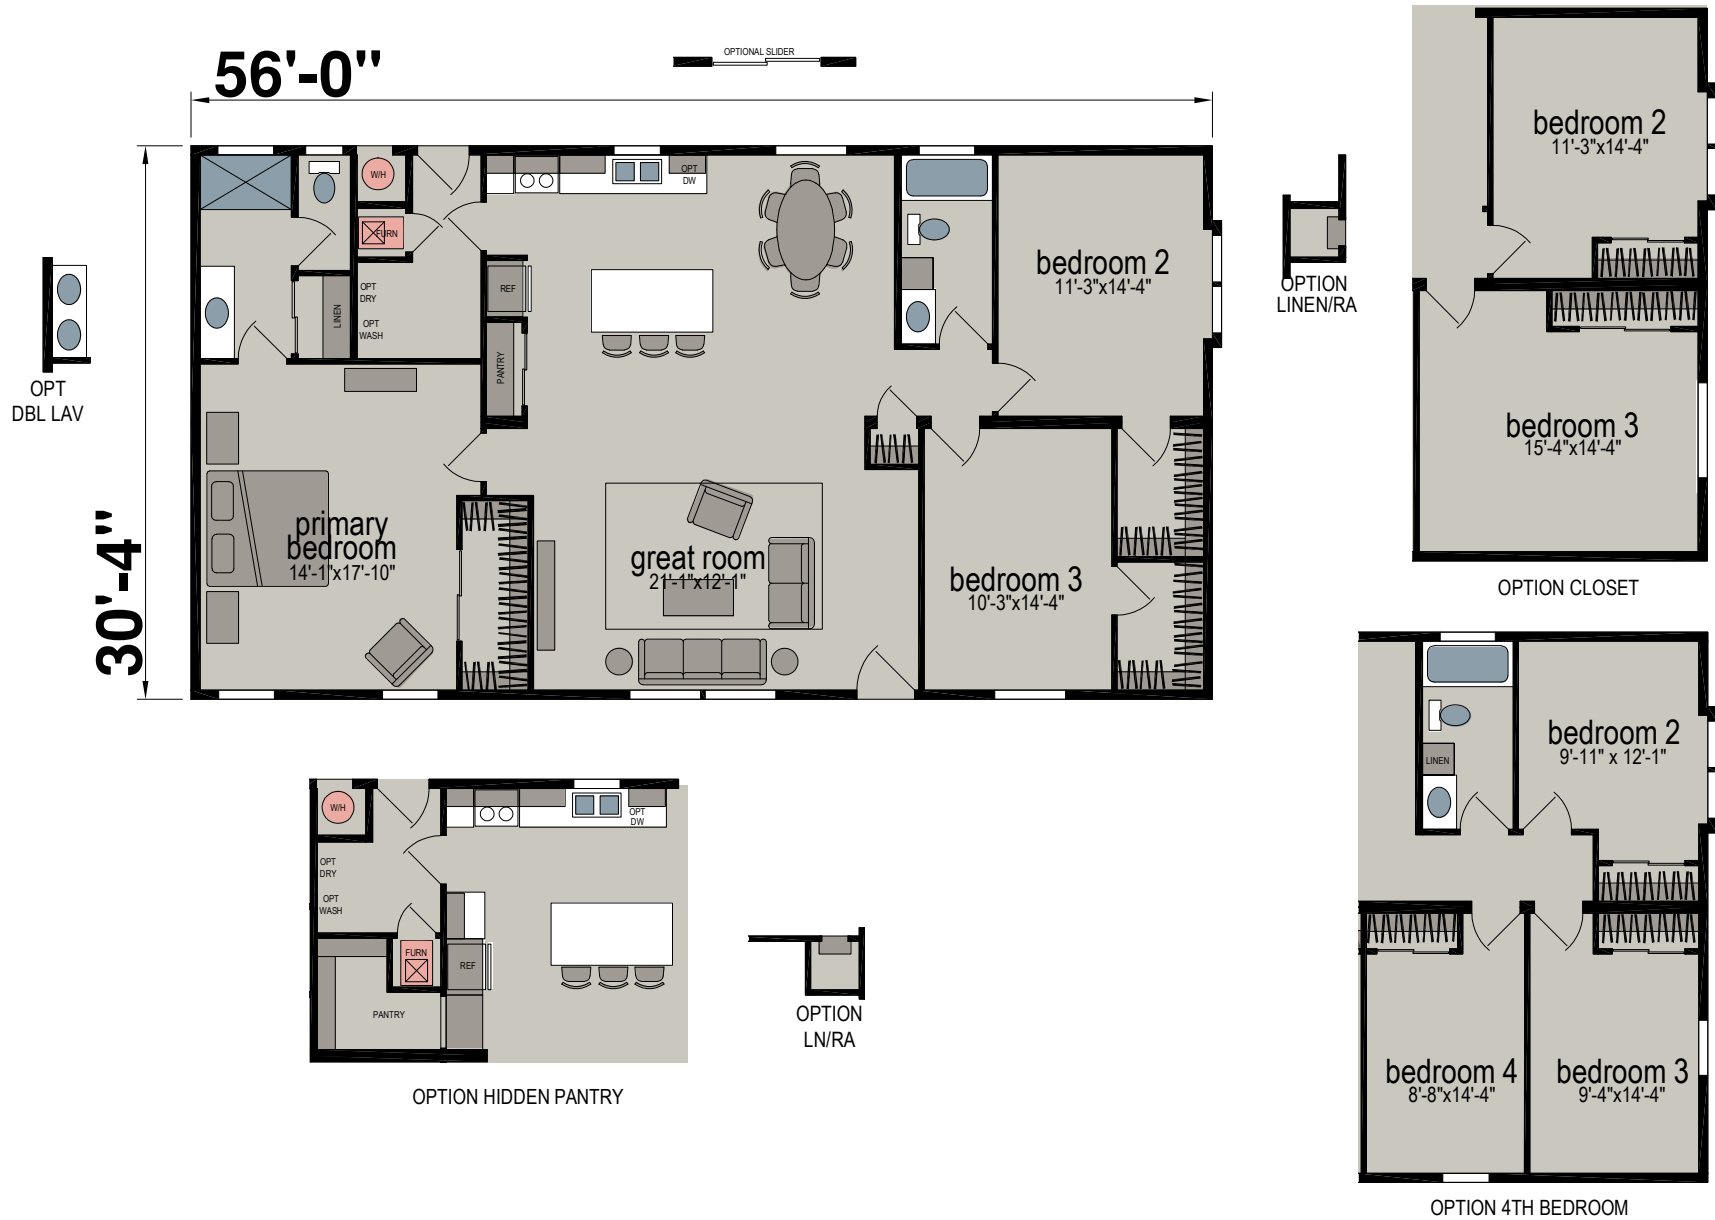 56'-0"
OPTIONAL SLIDER
30'-4"
W/H
FURN
OPT
DRY
OPT
WASH
LINEN
REF
PANTRY
OPT
DW
bedroom 2
11'-3"x14'-4"
primary
bedroom
14'-1"x17'-10"
great room
21'-1"x12'-1"
bedroom 3
10'-3"x14'-4"
OPT
DBL LAV
OPTION
LINEN/RA
bedroom 2
11'-3"x14'-4"
bedroom 3
15'-4"x14'-4"
OPTION CLOSET
W/H
OPT
DRY
OPT
WASH
FURN
REF
PANTRY
OPT
DW
OPTION HIDDEN PANTRY
OPTION
LN/RA
LINEN
bedroom 2
9'-11" x 12'-1"
bedroom 4
8'-8"x14'-4"
bedroom 3
9'-4"x14'-4"
OPTION 4TH BEDROOM